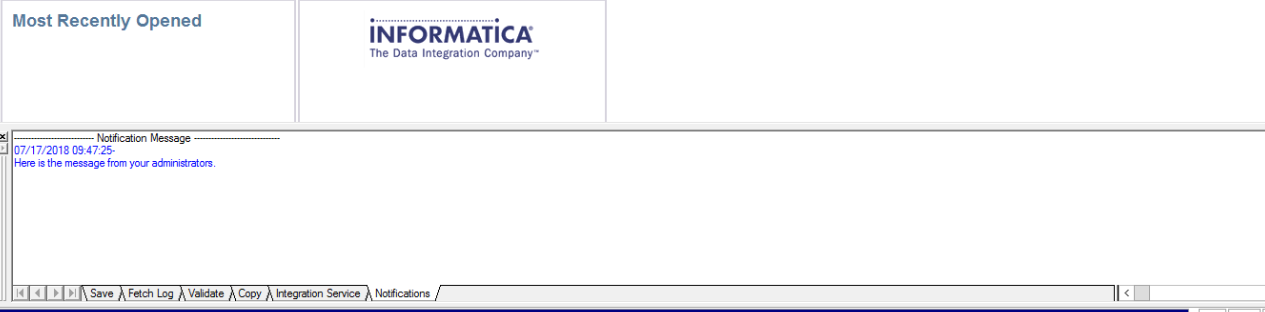 Most Recently Opened
INFORMATICA
The Data Integration Company™
---------------------------- Notification Message ------------------------------
07/17/2018 09:47:25-
Here is the message from your administrators.
Save Fetch Log Validate Copy Integration Service Notifications